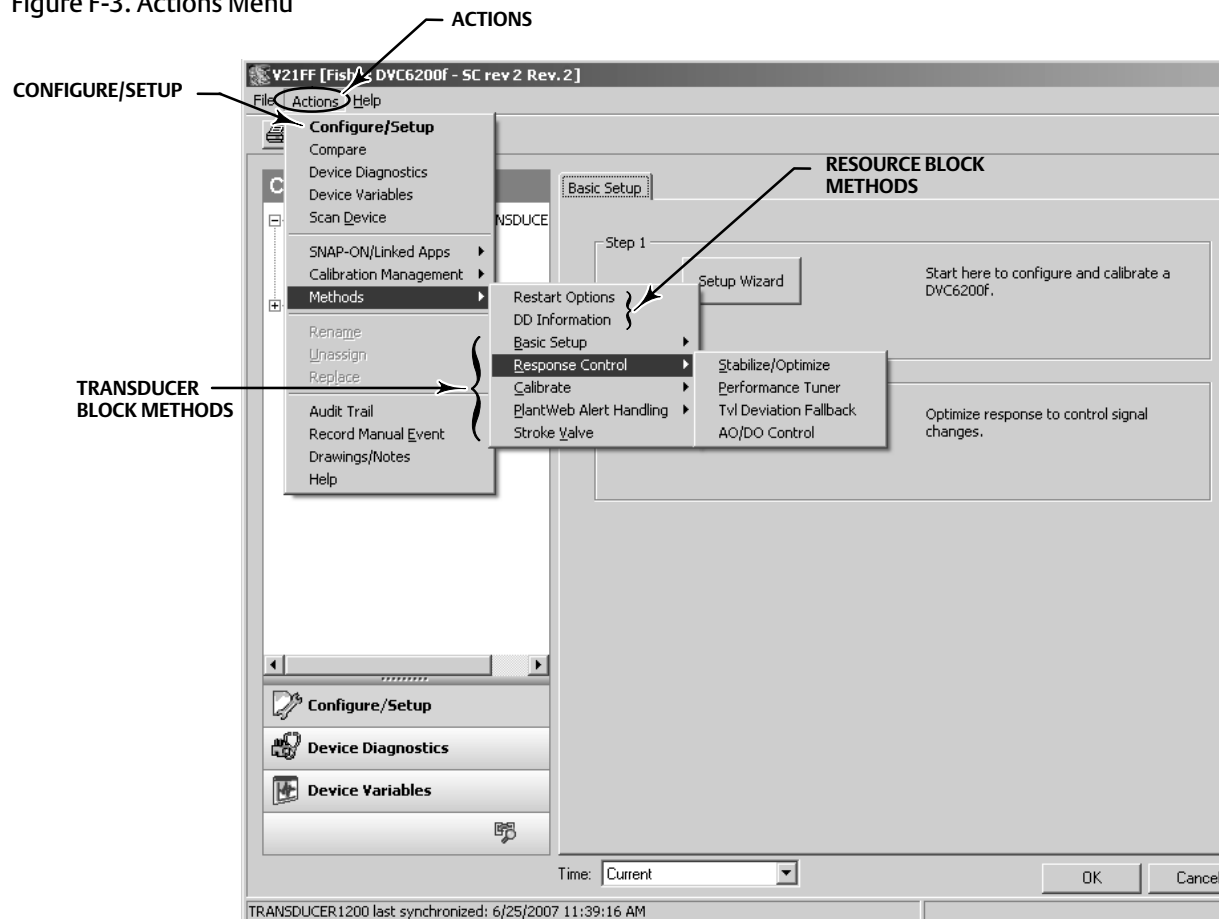 Figure F-3. Actions Menu
ACTIONS
CONFIGURE/SETUP
V21FF [Fish DVC6200f - SC rev 2 Rev. 2]
File Actions Help
Configure/Setup
Compare
Device Diagnostics
Device Variables
Scan Device
SNAP-ON/Linked Apps
Calibration Management
Methods
Rename
Unassign
Replace
Audit Trail
Record Manual Event
Drawings/Notes
Help
C
NSDUCE
RESOURCE BLOCK
METHODS
Basic Setup
Step 1
Setup Wizard
Start here to configure and calibrate a
DVC6200f.
Restart Options
DD Information
Basic Setup
Response Control
Calibrate
PlantWeb Alert Handling
Stroke Valve
Stabilize/Optimize
Performance Tuner
Tvl Deviation Fallback
AO/DO Control
Optimize response to control signal
changes.
TRANSDUCER
BLOCK METHODS
Configure/Setup
Device Diagnostics
Device Variables
Time: Current
OK Cancel
TRANSDUCER1200 last synchronized: 6/25/2007 11:39:16 AM